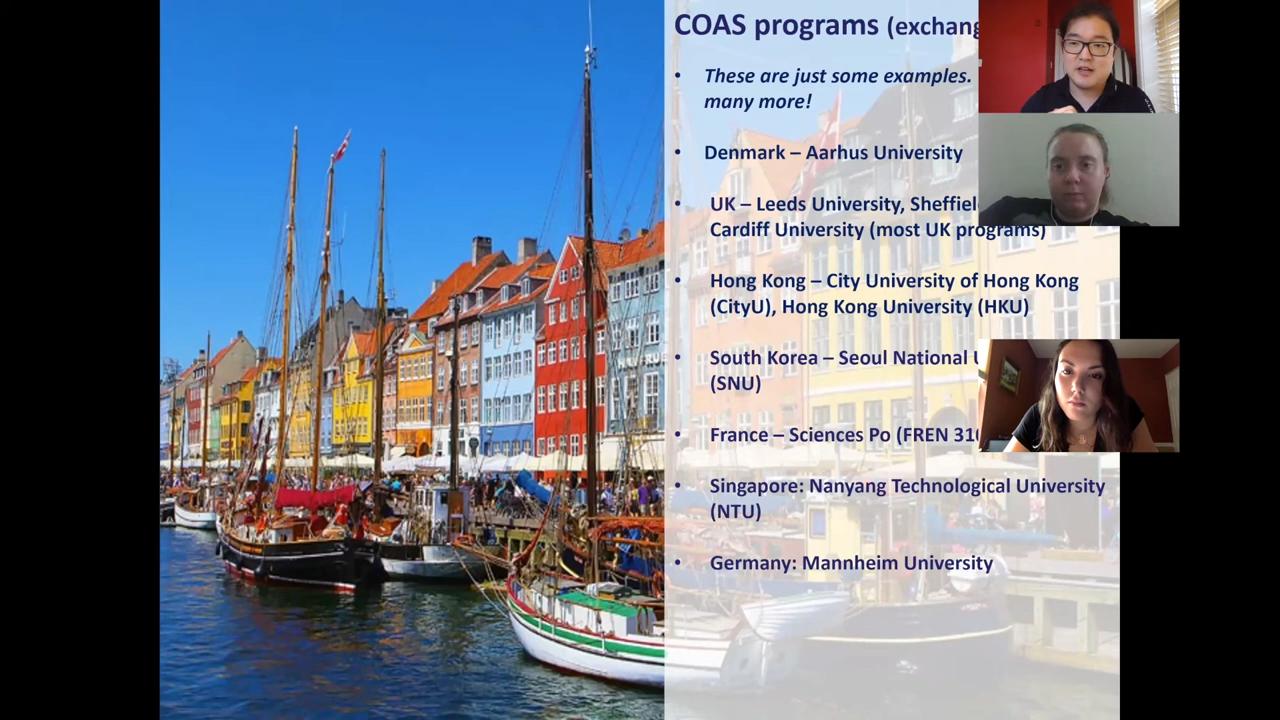 COAS programs (exchang
These are just some examples.
many more!
Denmark – Aarhus University
UK – Leeds University, Sheffiel
Cardiff University (most UK programs)
Hong Kong – City University of Hong Kong
(CityU), Hong Kong University (HKU)
South Korea – Seoul National
(SNU)
France – Sciences Po (FREN
Singapore: Nanyang Technological University
(NTU)
Germany: Mannheim University